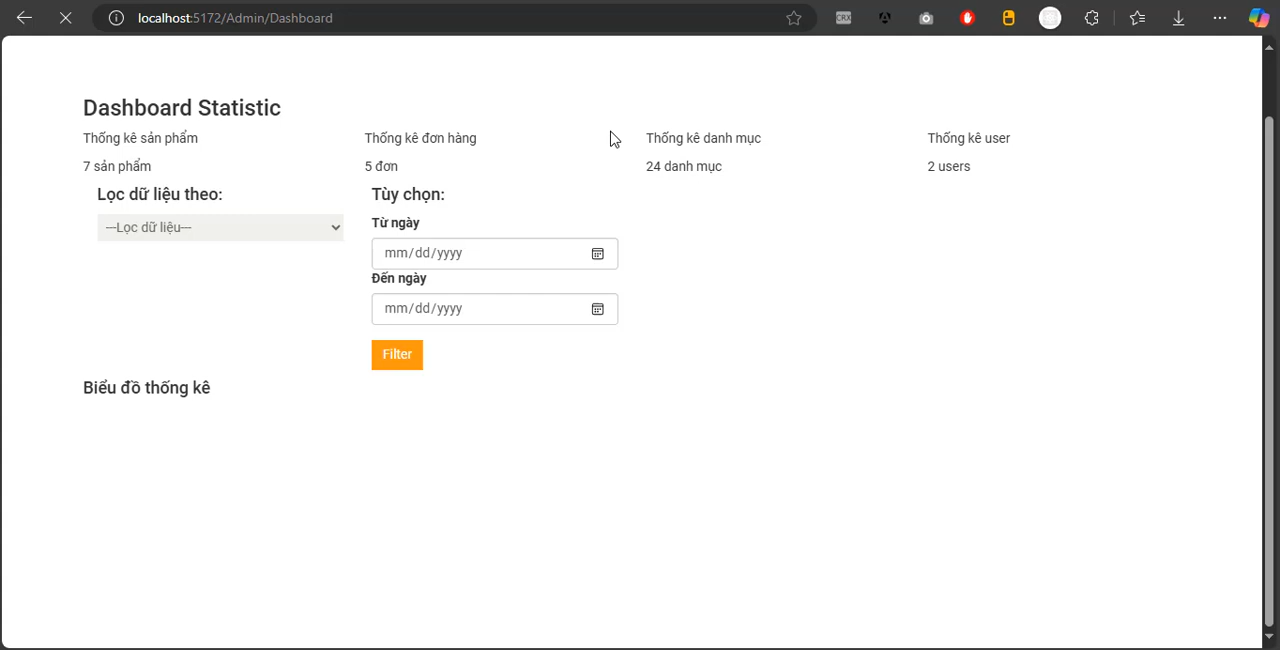 localhost:5172/Admin/Dashboard
CRX
Dashboard Statistic
Thống kê sản phẩm Thống kê đơn hàng Thống kê danh mục Thống kê user
7 sản phẩm 5 đơn 24 danh mục 2 users
Lọc dữ liệu theo: Tùy chọn:
---Lọc dữ liệu---
Từ ngày
mm/dd/yyyy
Đến ngày
mm/dd/yyyy
Filter
Biểu đồ thống kê